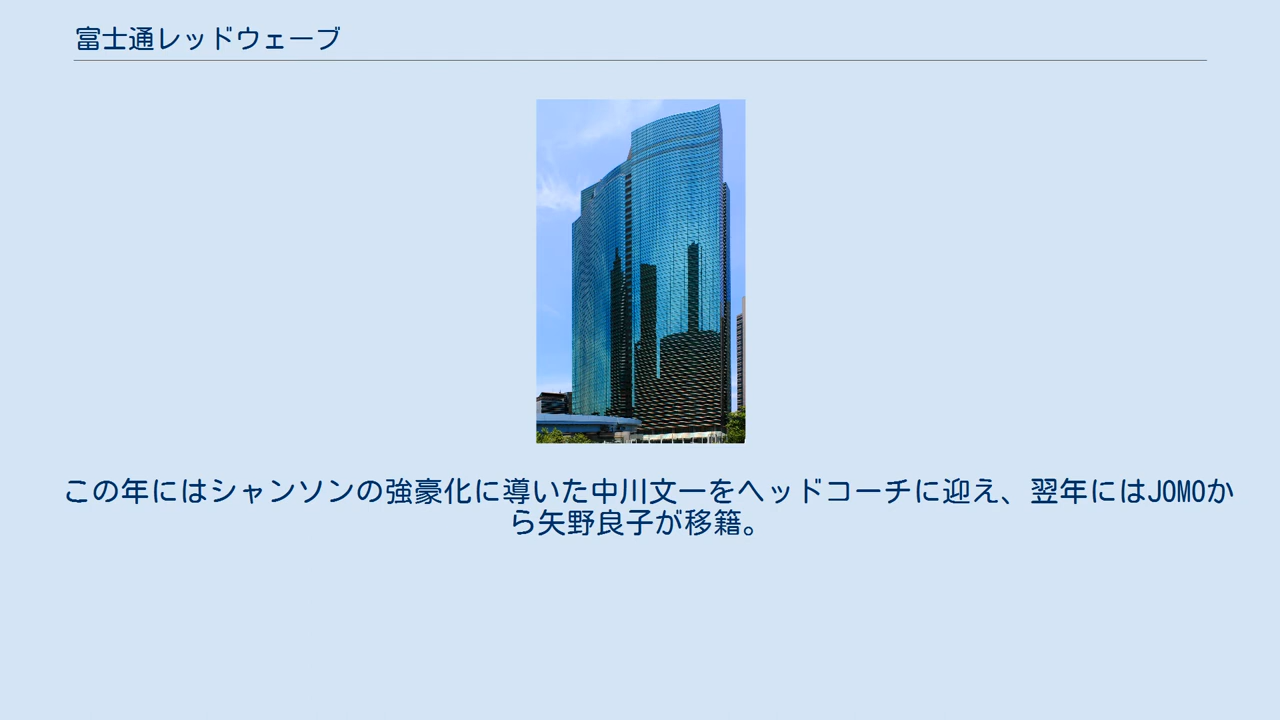 富士通レッドウェーブ
この年にはシャンソンの強豪化に導いた中川文一をヘッドコーチに迎え、翌年にはJOMOか
ら矢野良子が移籍。